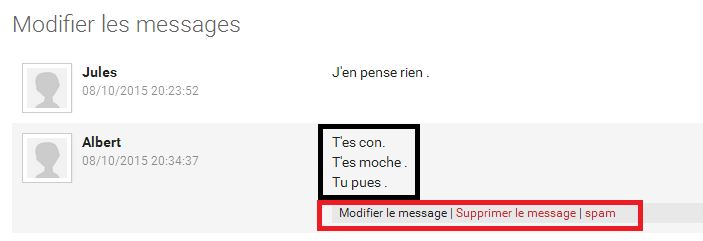 Modifier les messages
Jules
08/10/2015 20:23:52
J'en pense rien .
Albert
08/10/2015 20:34:37
T'es con.
T'es moche .
Tu pues .
Modifier le message | Supprimer le message | spam